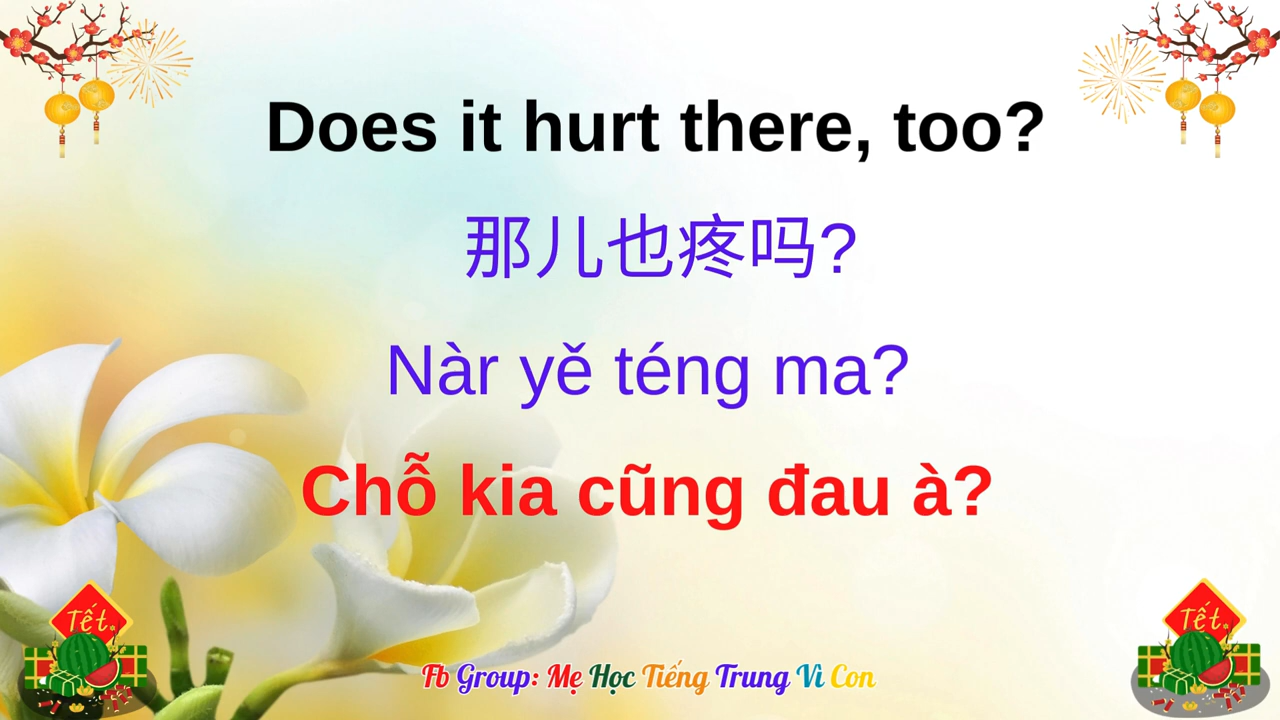 Does it hurt there, too?
那儿也疼吗?
Nàr yě téng ma?
Chỗ kia cũng đau à?
Tết
Tết
Fb Group: Mẹ Học Tiếng Trung Vì Con